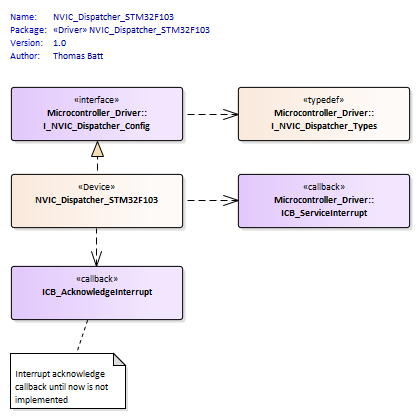 Name: NVIC_Dispatcher_STM32F103
Package: «Driver» NVIC_Dispatcher_STM32F103
Version: 1.0
Author: Thomas Batt
«interface»
Microcontroller_Driver::
I_NVIC_Dispatcher_Config
«typedef»
Microcontroller_Driver::
I_NVIC_Dispatcher_Types
«Device»
NVIC_Dispatcher_STM32F103
«callback»
Microcontroller_Driver::
ICB_ServiceInterrupt
«callback»
ICB_AcknowledgeInterrupt
Interrupt acknowledge
callback until now is not
implemented